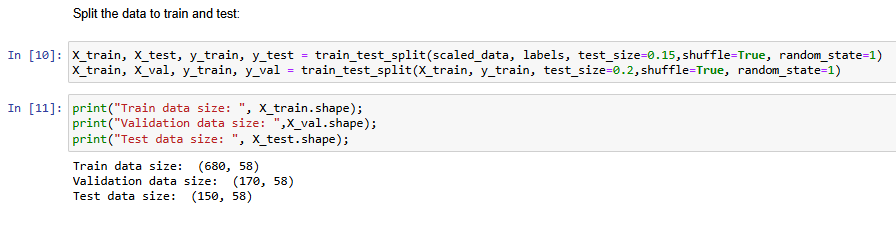 Split the data to train and test:
In [10]: X_train, X_test, y_train, y_test = train_test_split(scaled_data, labels, test_size=0.15,shuffle=True, random_state=1)
X_train, X_val, y_train, y_val = train_test_split(X_train, y_train, test_size=0.2,shuffle=True, random_state=1)
In [11]: print("Train data size: ", X_train.shape);
print("Validation data size: ",X_val.shape);
print("Test data size: ", X_test.shape);
Train data size:  (680, 58)
Validation data size:  (170, 58)
Test data size:  (150, 58)